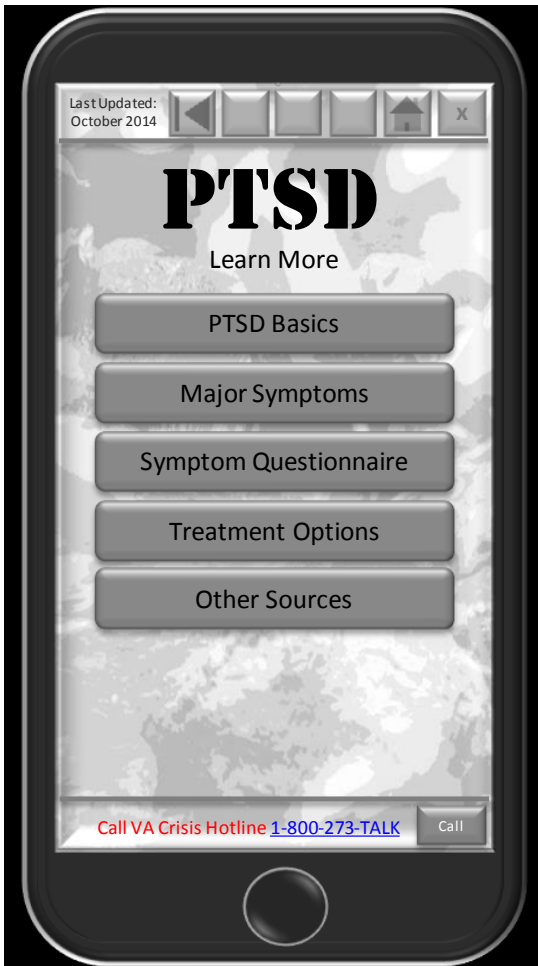 Last Updated:
October 2014
x
PTSD
Learn More
PTSD Basics
Major Symptoms
Symptom Questionnaire
Treatment Options
Other Sources
Call VA Crisis Hotline 1-800-273-TALK
Call